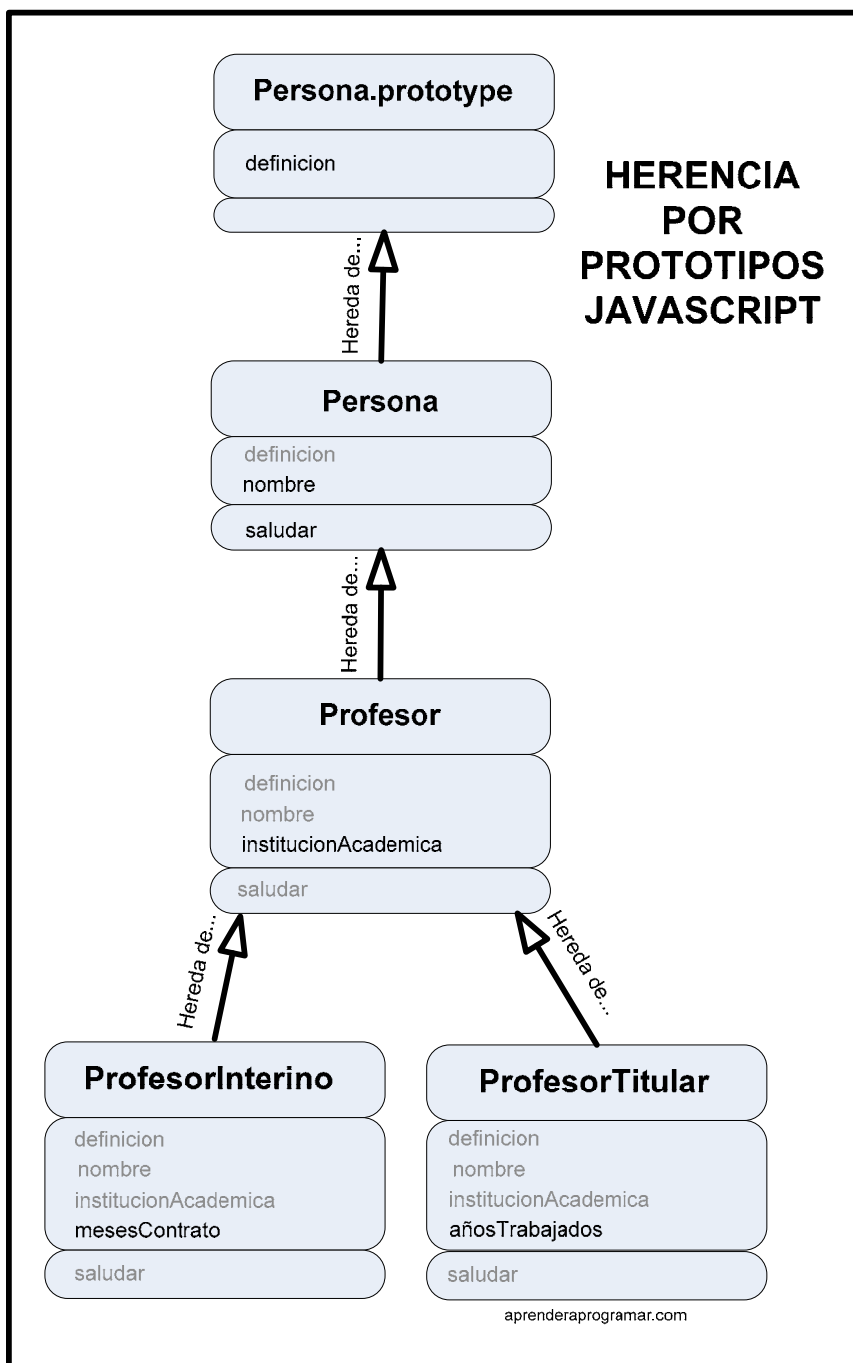 Persona.prototype
definicion
HERENCIA
POR
PROTOTIPOS
JAVASCRIPT
Hereda de...
Persona
definicion
nombre
saludar
Hereda de...
Profesor
definicion
nombre
institucionAcademica
saludar
Hereda de...
Hereda de...
ProfesorInterino
definicion
nombre
institucionAcademica
mesesContrato
saludar
ProfesorTitular
definicion
nombre
institucionAcademica
añosTrabajados
saludar
aprenderaprogramar.com